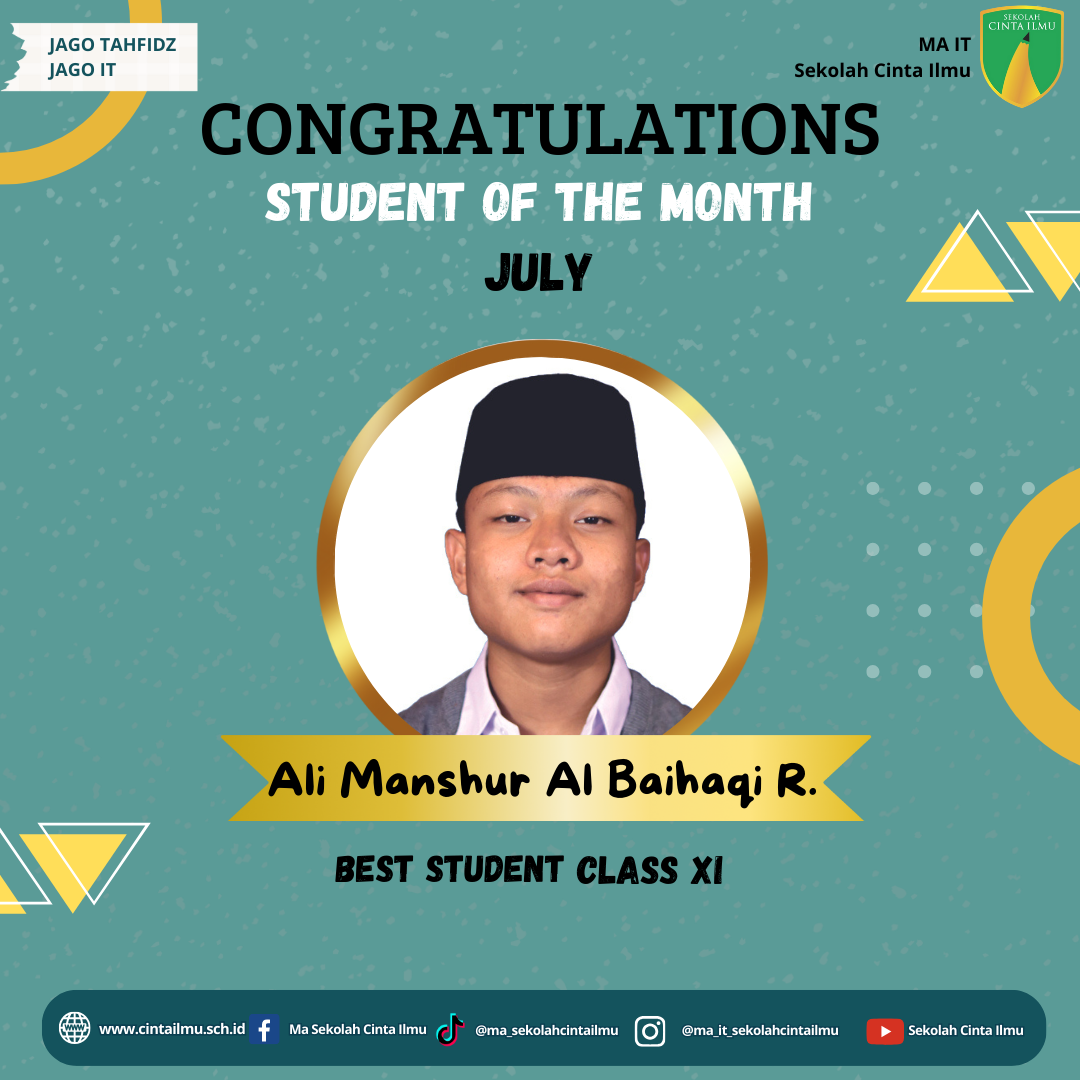 JAGO TAHFIDZ
JAGO IT
MA IT
Sekolah Cinta Ilmu
SEKOLAH
CINTA ILMU
CONGRATULATIONS
STUDENT OF THE MONTH
JULY
Ali Manshur Al Baihaqi R.
BEST STUDENT CLASS XI
WWW
www.cintailmu.sch.id
Ma Sekolah Cinta Ilmu
@ma_sekolahcintailmu
@ma_it_sekolahcintailmu
Sekolah Cinta Ilmu